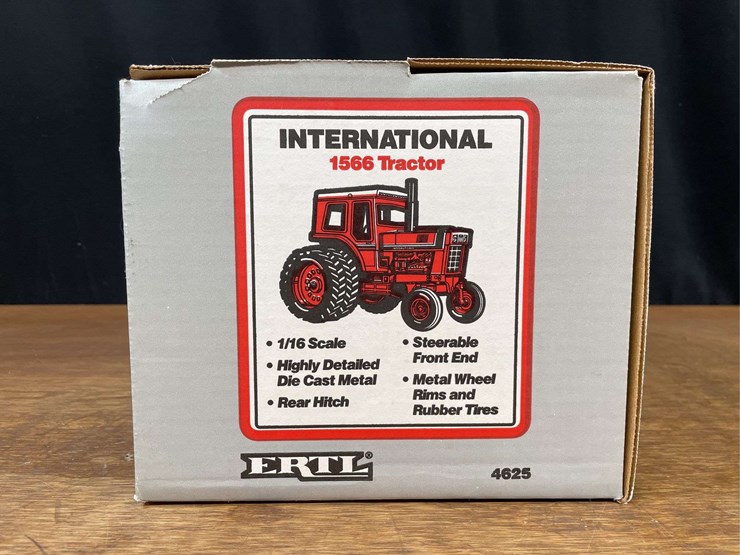 INTERNATIONAL
1566 Tractor
• 1/16 Scale
• Highly Detailed
Die Cast Metal
• Rear Hitch
• Steerable
Front End
• Metal Wheel
Rims and
Rubber Tires
ERTL®
4625